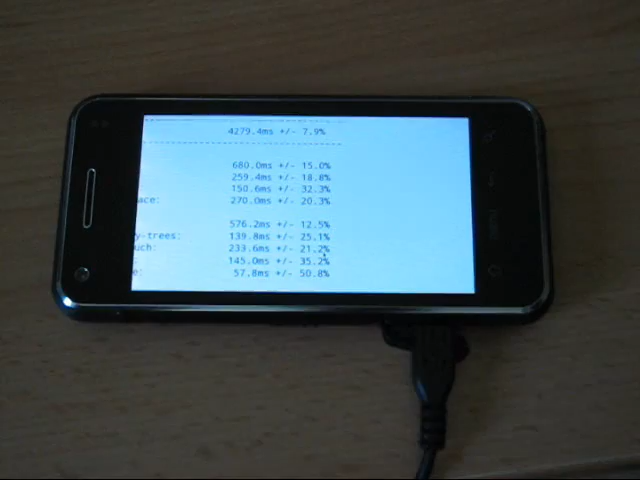 4279.4ms +/- 7.9%
680.0ms +/- 15.0%
259.4ms +/- 18.8%
150.6ms +/- 32.3%
ace: 270.0ms +/- 20.3%
576.2ms +/- 12.5%
y-trees: 139.8ms +/- 25.1%
uch: 233.6ms +/- 21.2%
145.0ms +/- 35.2%
e: 57.8ms +/- 50.8%